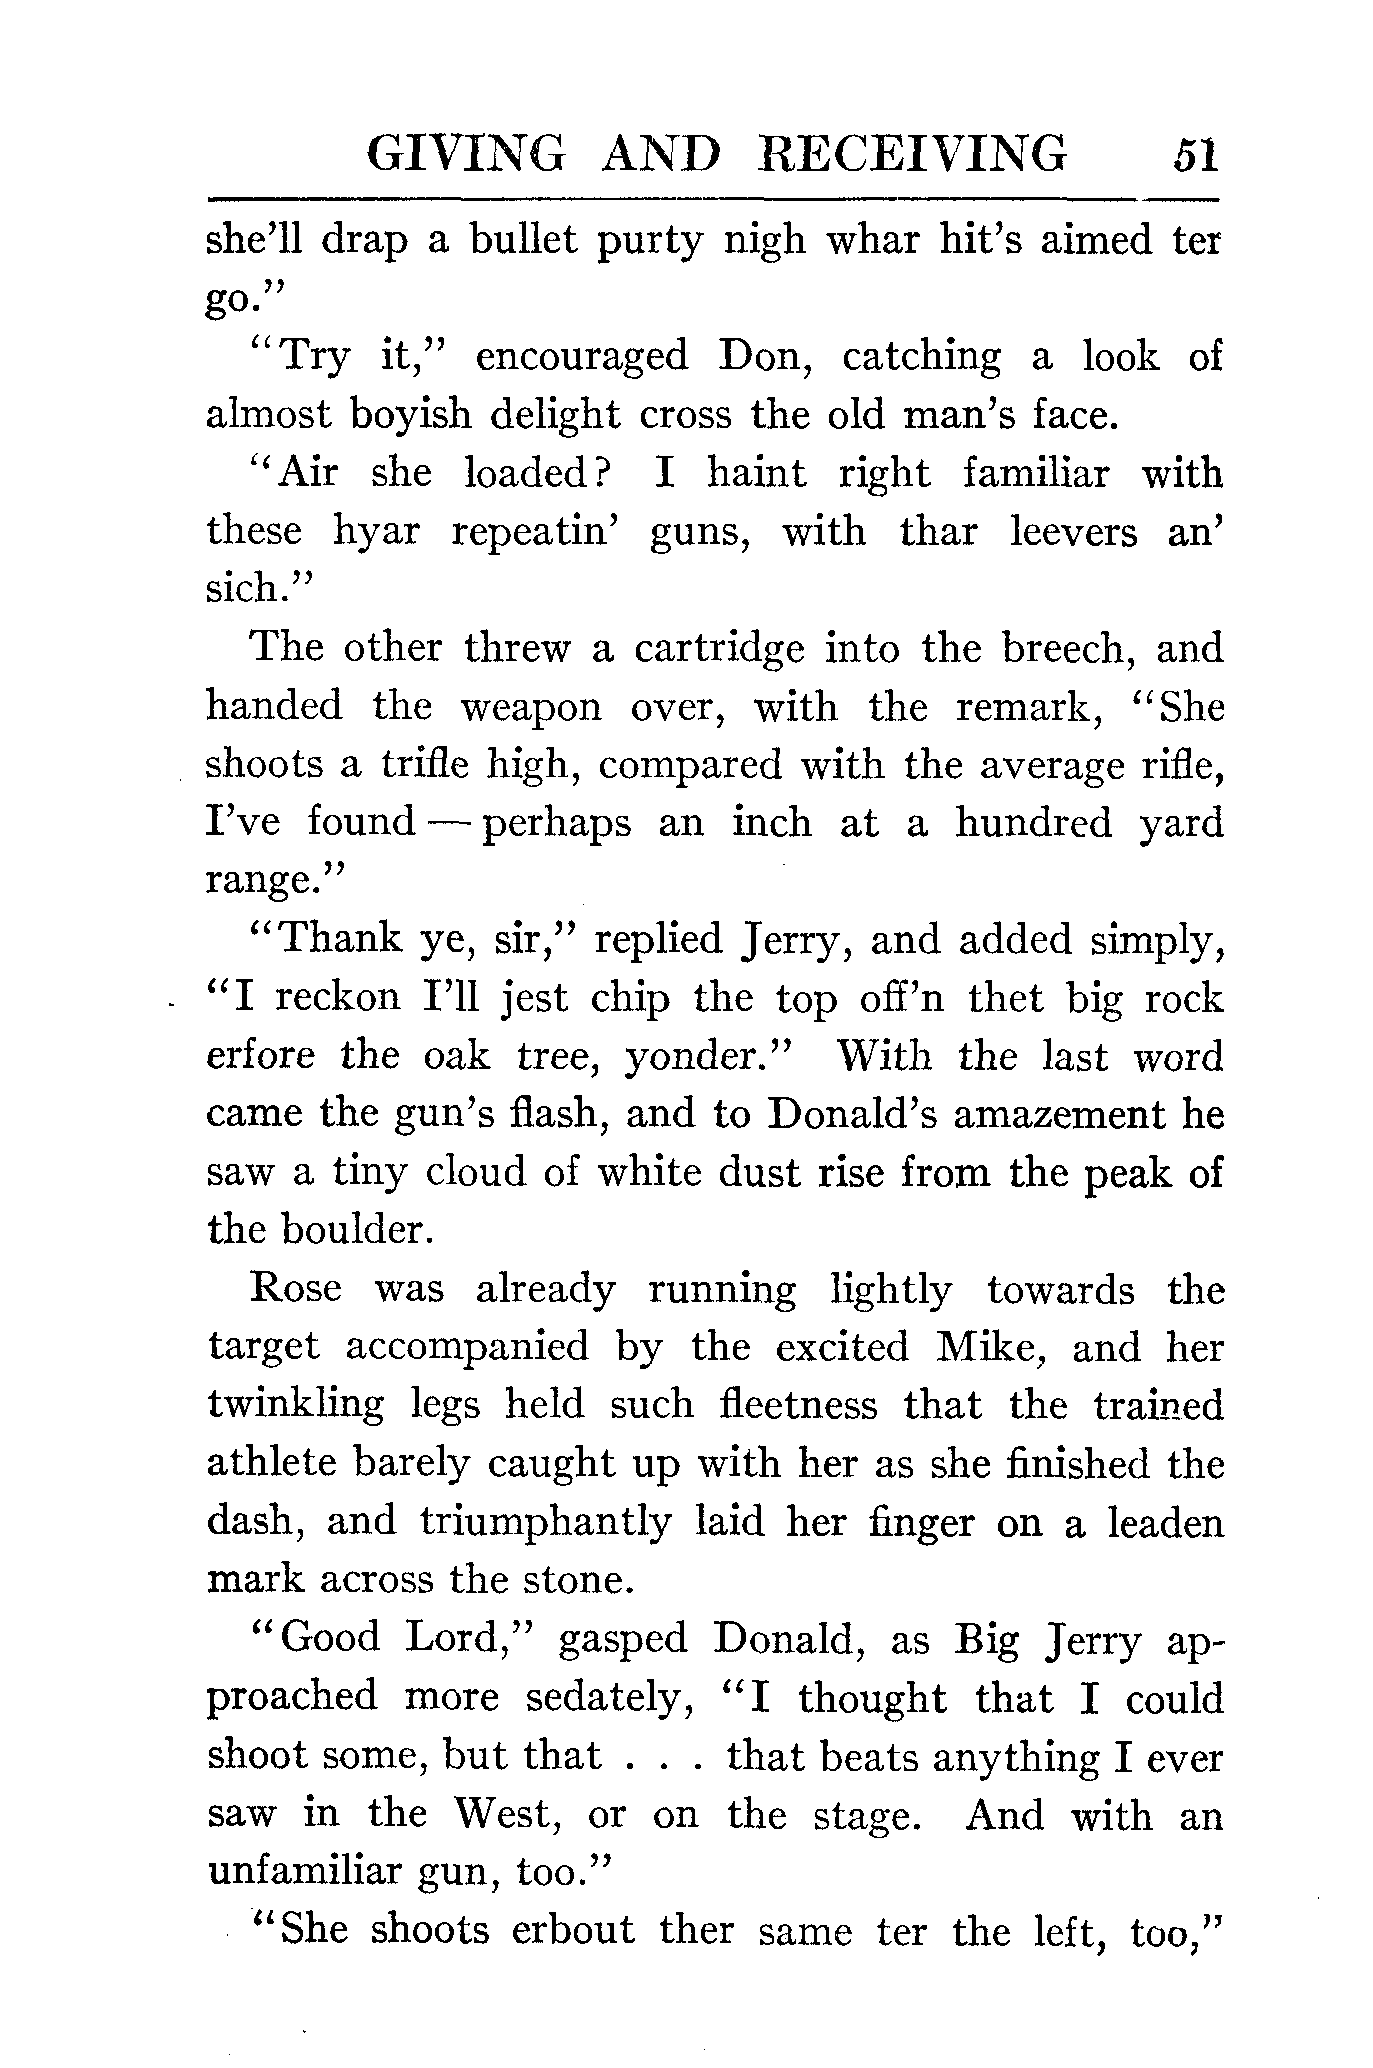 GIVING AND RECEIVING 51
she'll drap a bullet purty nigh whar hit's aimed ter
go."
"Try it," encouraged Don, catching a look of
almost boyish delight cross the old man's face.
"Air she loaded? I haint right familiar with
these hyar repeatin' guns, with thar leevers an'
sich."
The other threw a cartridge into the breech, and
handed the weapon over, with the remark, "She
shoots a trifle high, compared with the average rifle,
I've found — perhaps an inch at a hundred yard
range."
"Thank ye, sir," replied Jerry, and added simply,
"I reckon I'll jest chip the top off'n thet big rock
erfore the oak tree, yonder." With the last word
came the gun's flash, and to Donald's amazement he
saw a tiny cloud of white dust rise from the peak of
the boulder.
Rose was already running lightly towards the
target accompanied by the excited Mike, and her
twinkling legs held such fleetness that the trained
athlete barely caught up with her as she finished the
dash, and triumphantly laid her finger on a leaden
mark across the stone.
"Good Lord," gasped Donald, as Big Jerry ap-
proached more sedately, "I thought that I could
shoot some, but that . . . that beats anything I ever
saw in the West, or on the stage. And with an
unfamiliar gun, too."
"She shoots erbout ther same ter the left, too,"